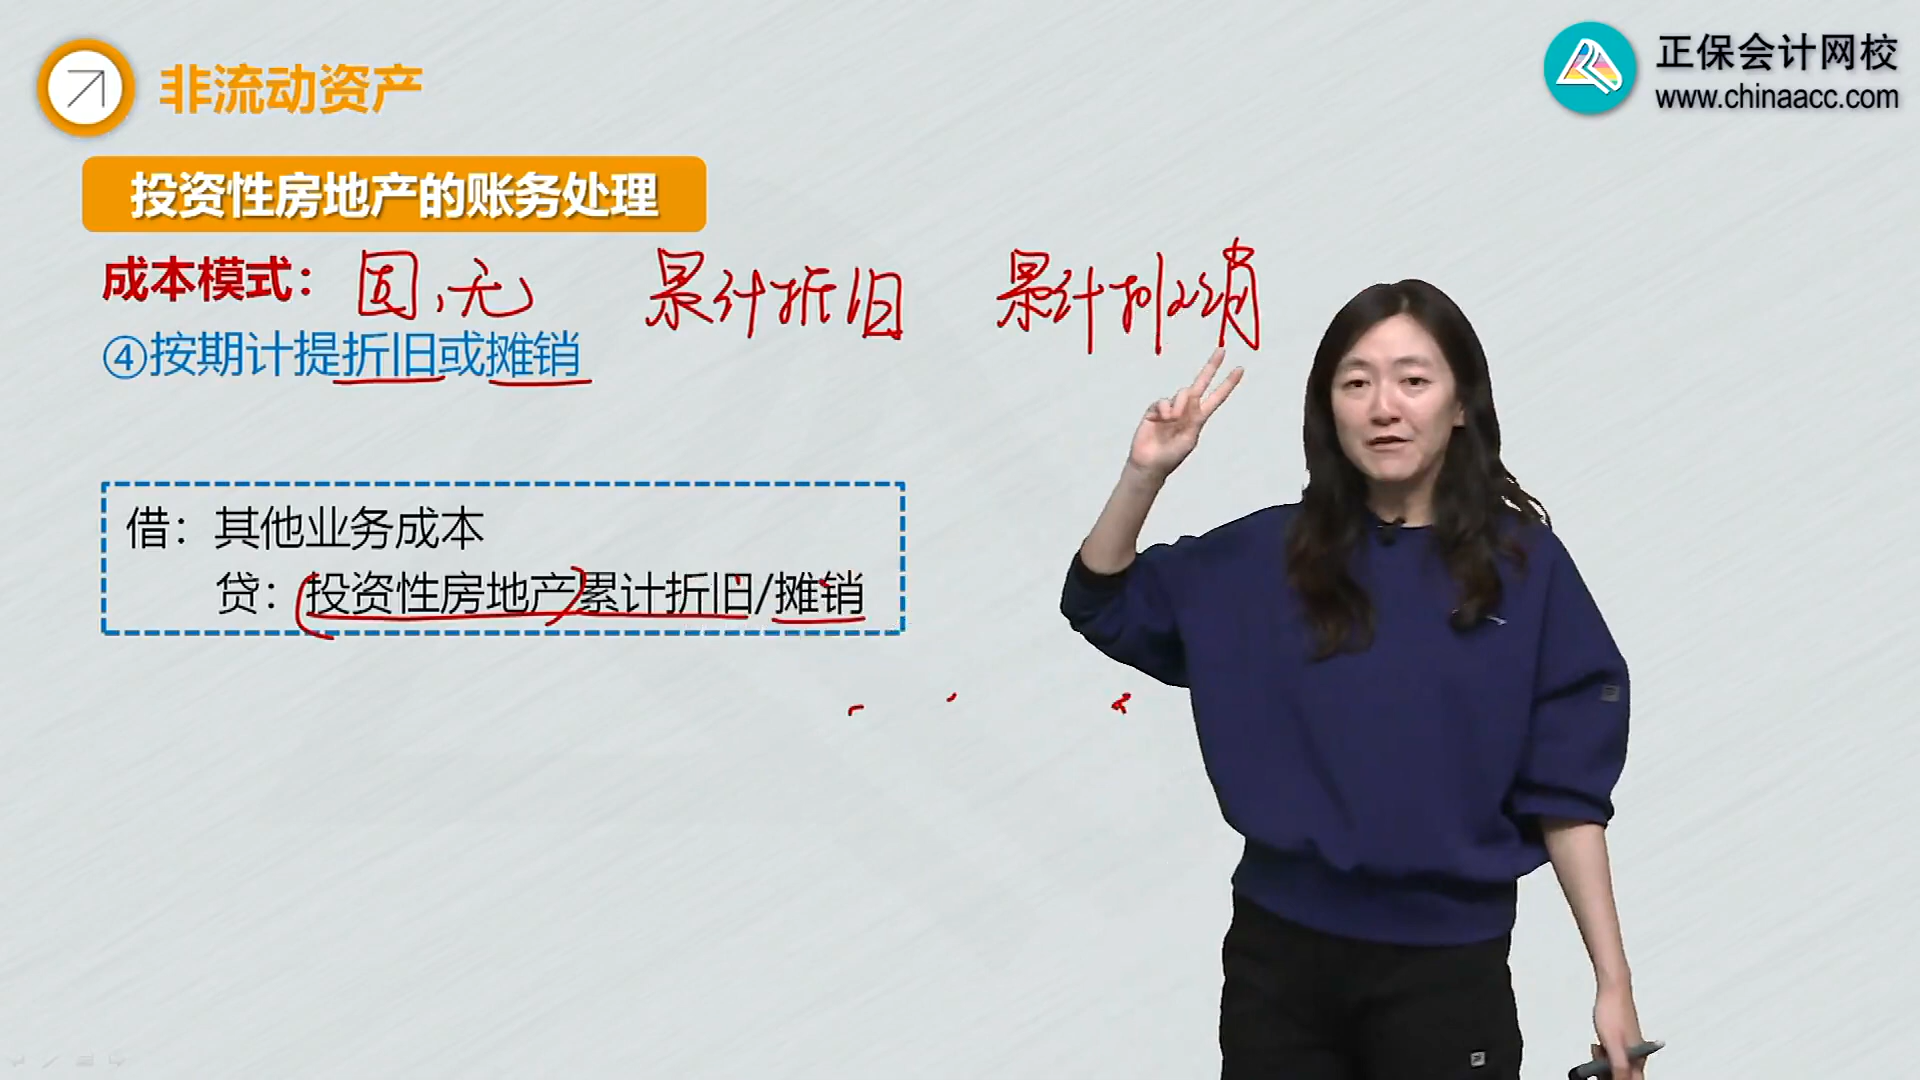 非流动资产
正保会计网校
www.chinaacc.com
投资性房地产的账务处理
成本模式： 固,无 累计折旧 累计摊销
④按期计提折旧或摊销
借：其他业务成本
贷：投资性房地产累计折旧/摊销